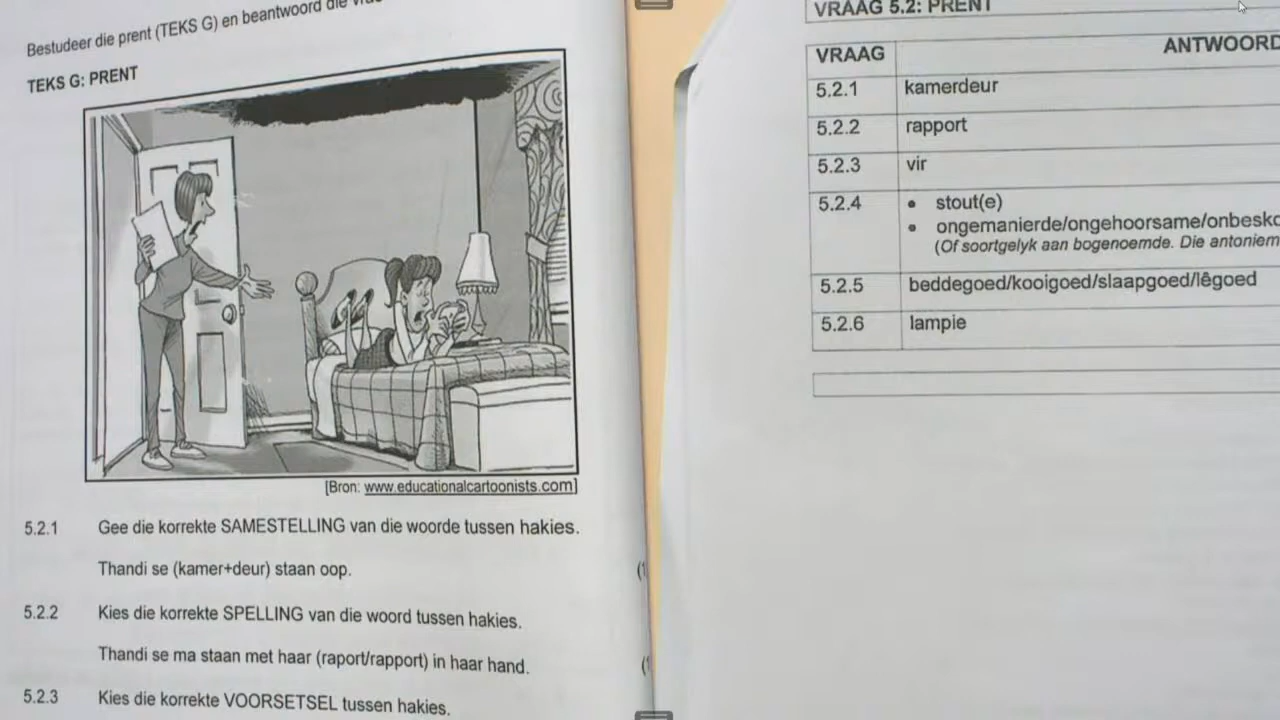 Bestudeer die prent (TEKS G) en beantwoord die
TEKS G: PRENT
[Bron: www.educationalcartoonists.com]
5.2.1 Gee die korrekte SAMESTELLING van die woorde tussen hakies.
Thandi se (kamer+deur) staan oop.
5.2.2 Kies die korrekte SPELLING van die woord tussen hakies.
Thandi se ma staan met haar (raport/rapport) in haar hand.
5.2.3 Kies die korrekte VOORSETSEL tussen hakies.
VRAAG 5.2: PRENT
VRAAG ANTWOORD
5.2.1 kamerdeur
5.2.2 rapport
5.2.3 vir
5.2.4 • stout(e)
• ongemanierde/ongehoorsame/onbesko
(Of soortgelyk aan bogenoemde. Die antoniem
5.2.5 beddegoed/kooigoed/slaapgoed/lêgoed
5.2.6 lampie